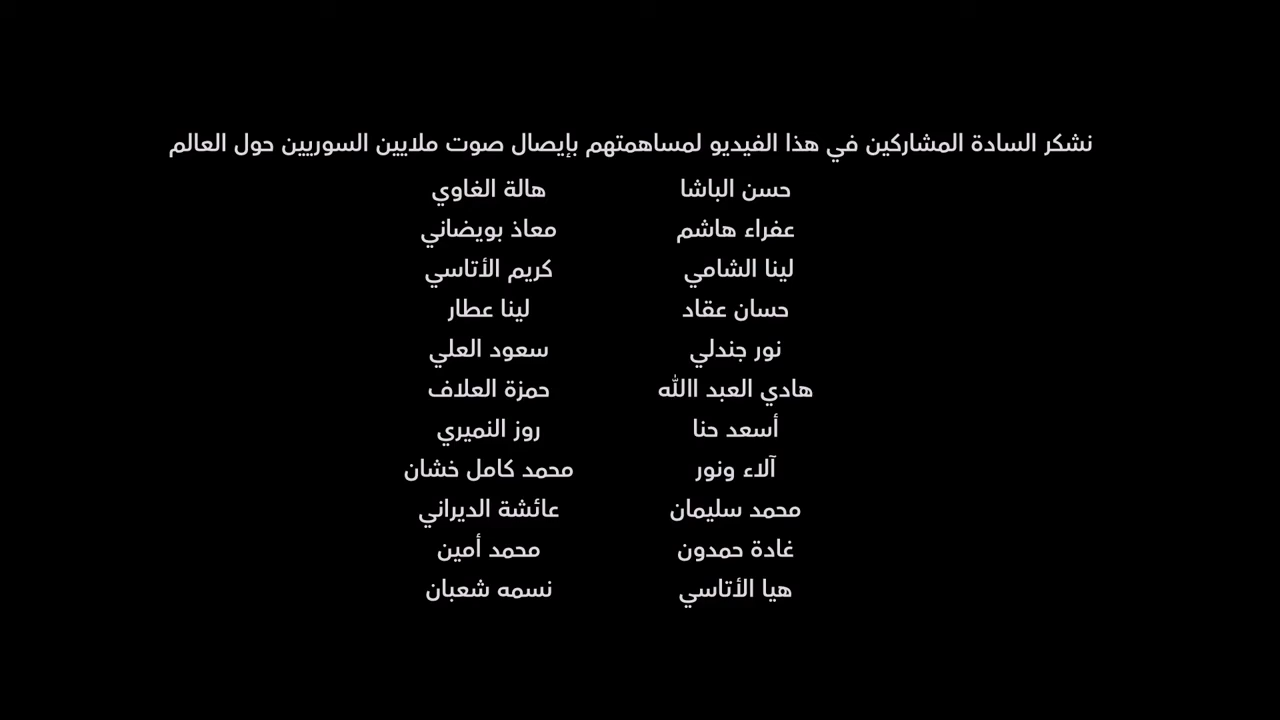 نشكر السادة المشاركين في هذا الفيديو لمساهمتهم بإيصال صوت ملايين السوريين حول العالم
حسن الباشا هالة الغاوي
عفراء هاشم معاذ بويضاني
لينا الشامي كريم الأتاسي
حسان عقاد لينا عطار
نور جندلي سعود العلي
هادي العبد االله حمزة العلاف
أسعد حنا روز النميري
آلاء ونور محمد كامل خشان
محمد سليمان عائشة الديراني
غادة حمدون محمد أمين
هيا الأتاسي نسمه شعبان